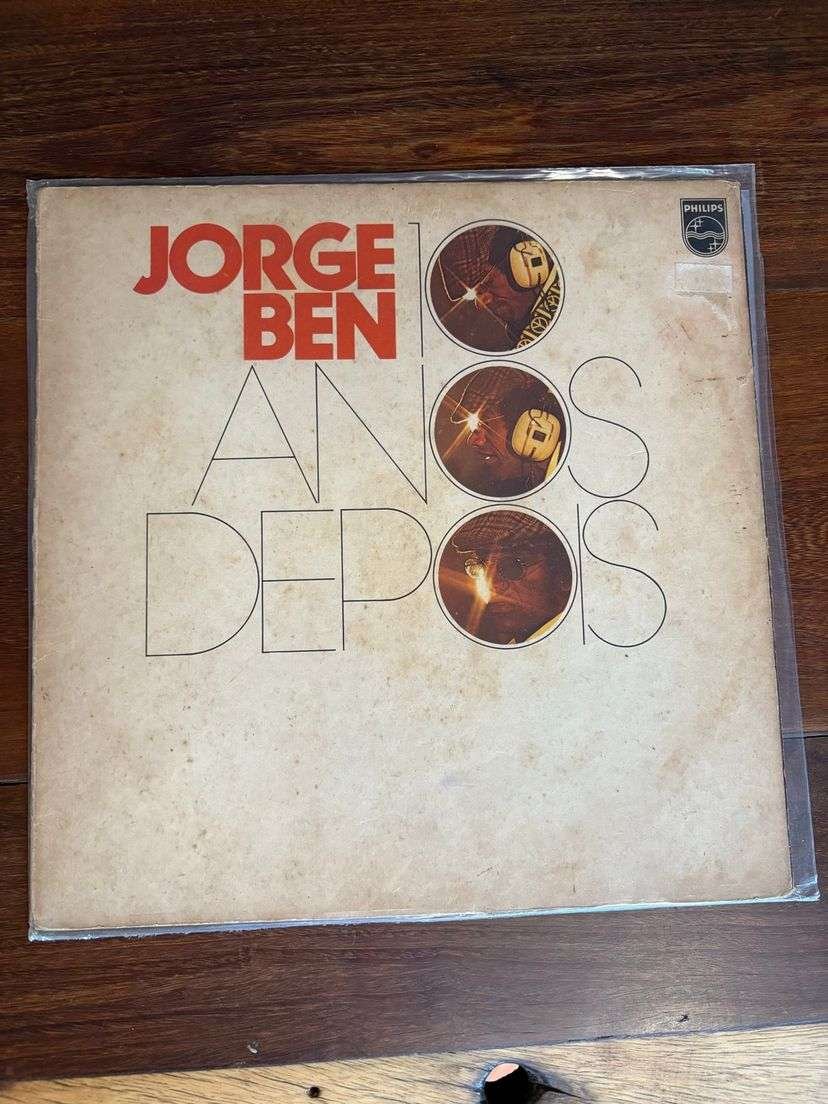 PHILIPS
JORGE 10
BEN
ANOS
DEPOIS